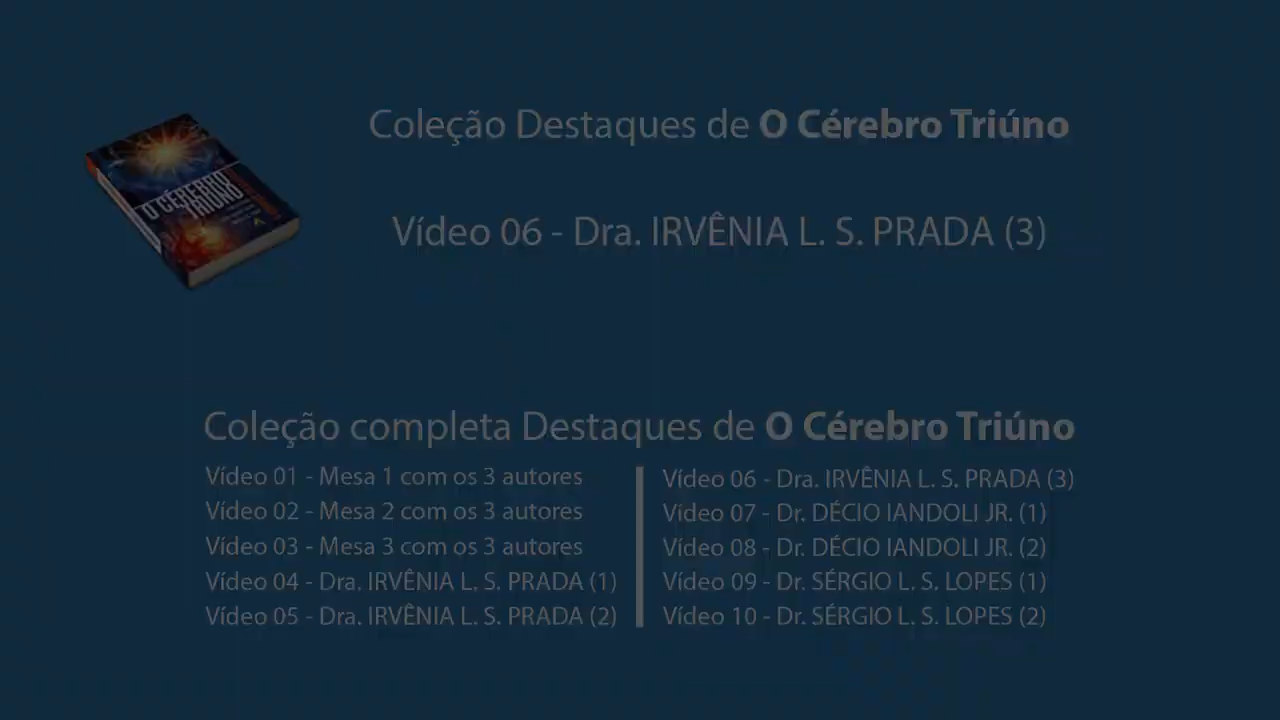 Coleção Destaques de O Cérebro Triúno
O CÉREBRO
TRIÚNO
Vídeo 06 - Dra. IRVÊNIA L. S. PRADA (3)
Coleção completa Destaques de O Cérebro Triúno
Vídeo 01 - Mesa 1 com os 3 autores
Vídeo 02 - Mesa 2 com os 3 autores
Vídeo 03 - Mesa 3 com os 3 autores
Vídeo 04 - Dra. IRVÊNIA L. S. PRADA (1)
Vídeo 05 - Dra. IRVÊNIA L. S. PRADA (2)
Vídeo 06 - Dra. IRVÊNIA L. S. PRADA (3)
Vídeo 07 - Dr. DÉCIO IANDOLI JR. (1)
Vídeo 08 - Dr. DÉCIO IANDOLI JR. (2)
Vídeo 09 - Dr. SÉRGIO L. S. LOPES (1)
Vídeo 10 - Dr. SÉRGIO L. S. LOPES (2)